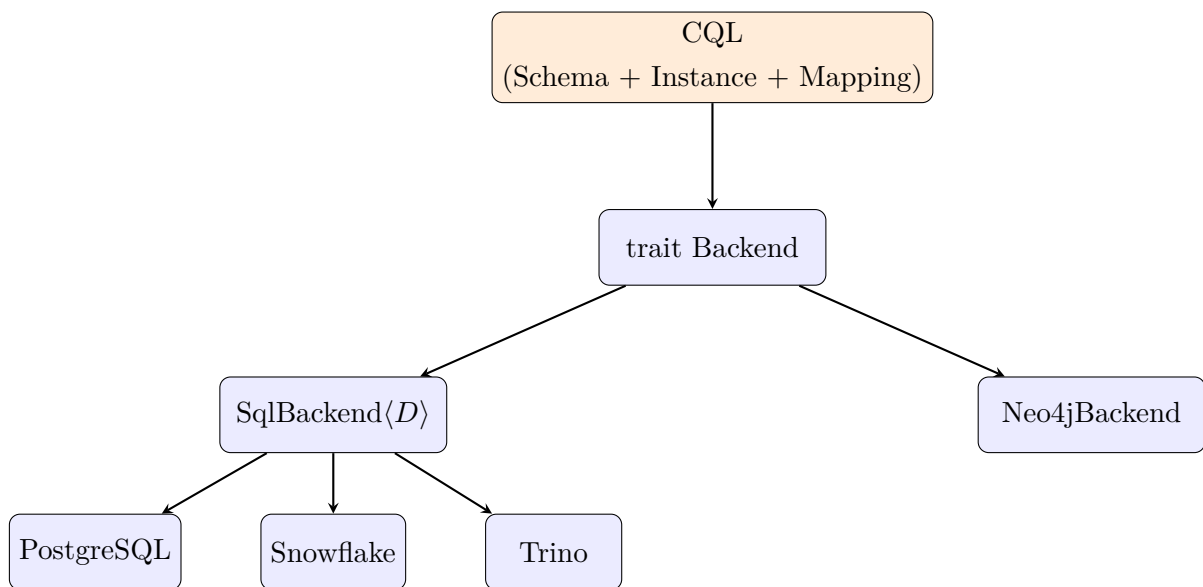 CQL
(Schema + Instance + Mapping)
trait Backend
SqlBackend⟨D⟩
Neo4jBackend
PostgreSQL
Snowflake
Trino